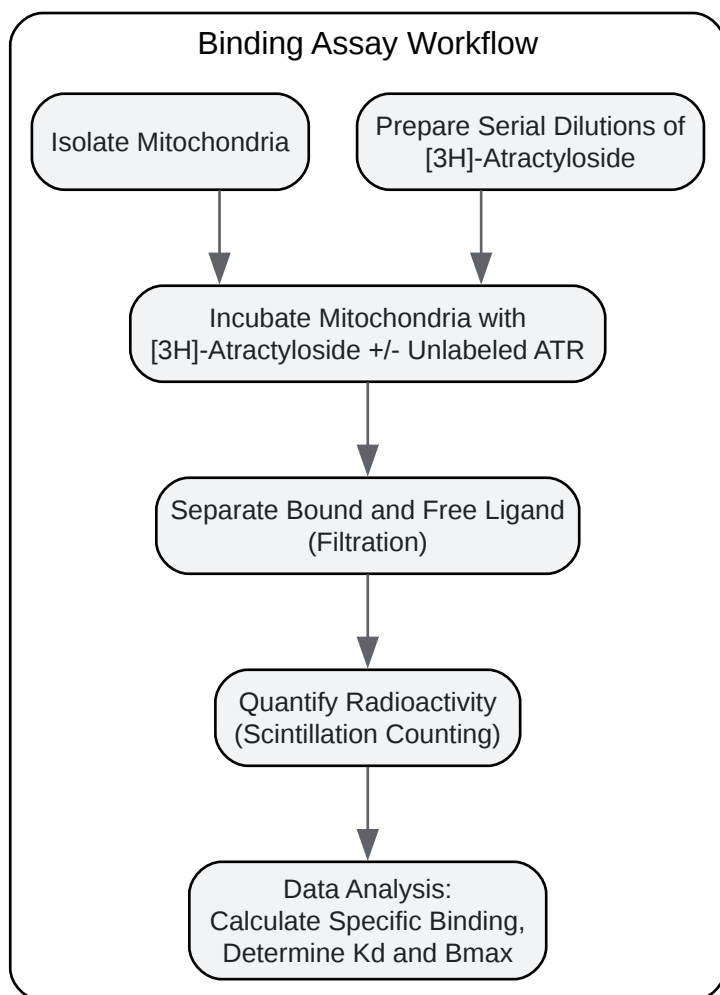 Binding Assay Workflow
Isolate Mitochondria
Prepare Serial Dilutions of
[3H]-Atractyloside
Incubate Mitochondria with
[3H]-Atractyloside +/- Unlabeled ATR
Separate Bound and Free Ligand
(Filtration)
Quantify Radioactivity
(Scintillation Counting)
Data Analysis:
Calculate Specific Binding,
Determine Kd and Bmax